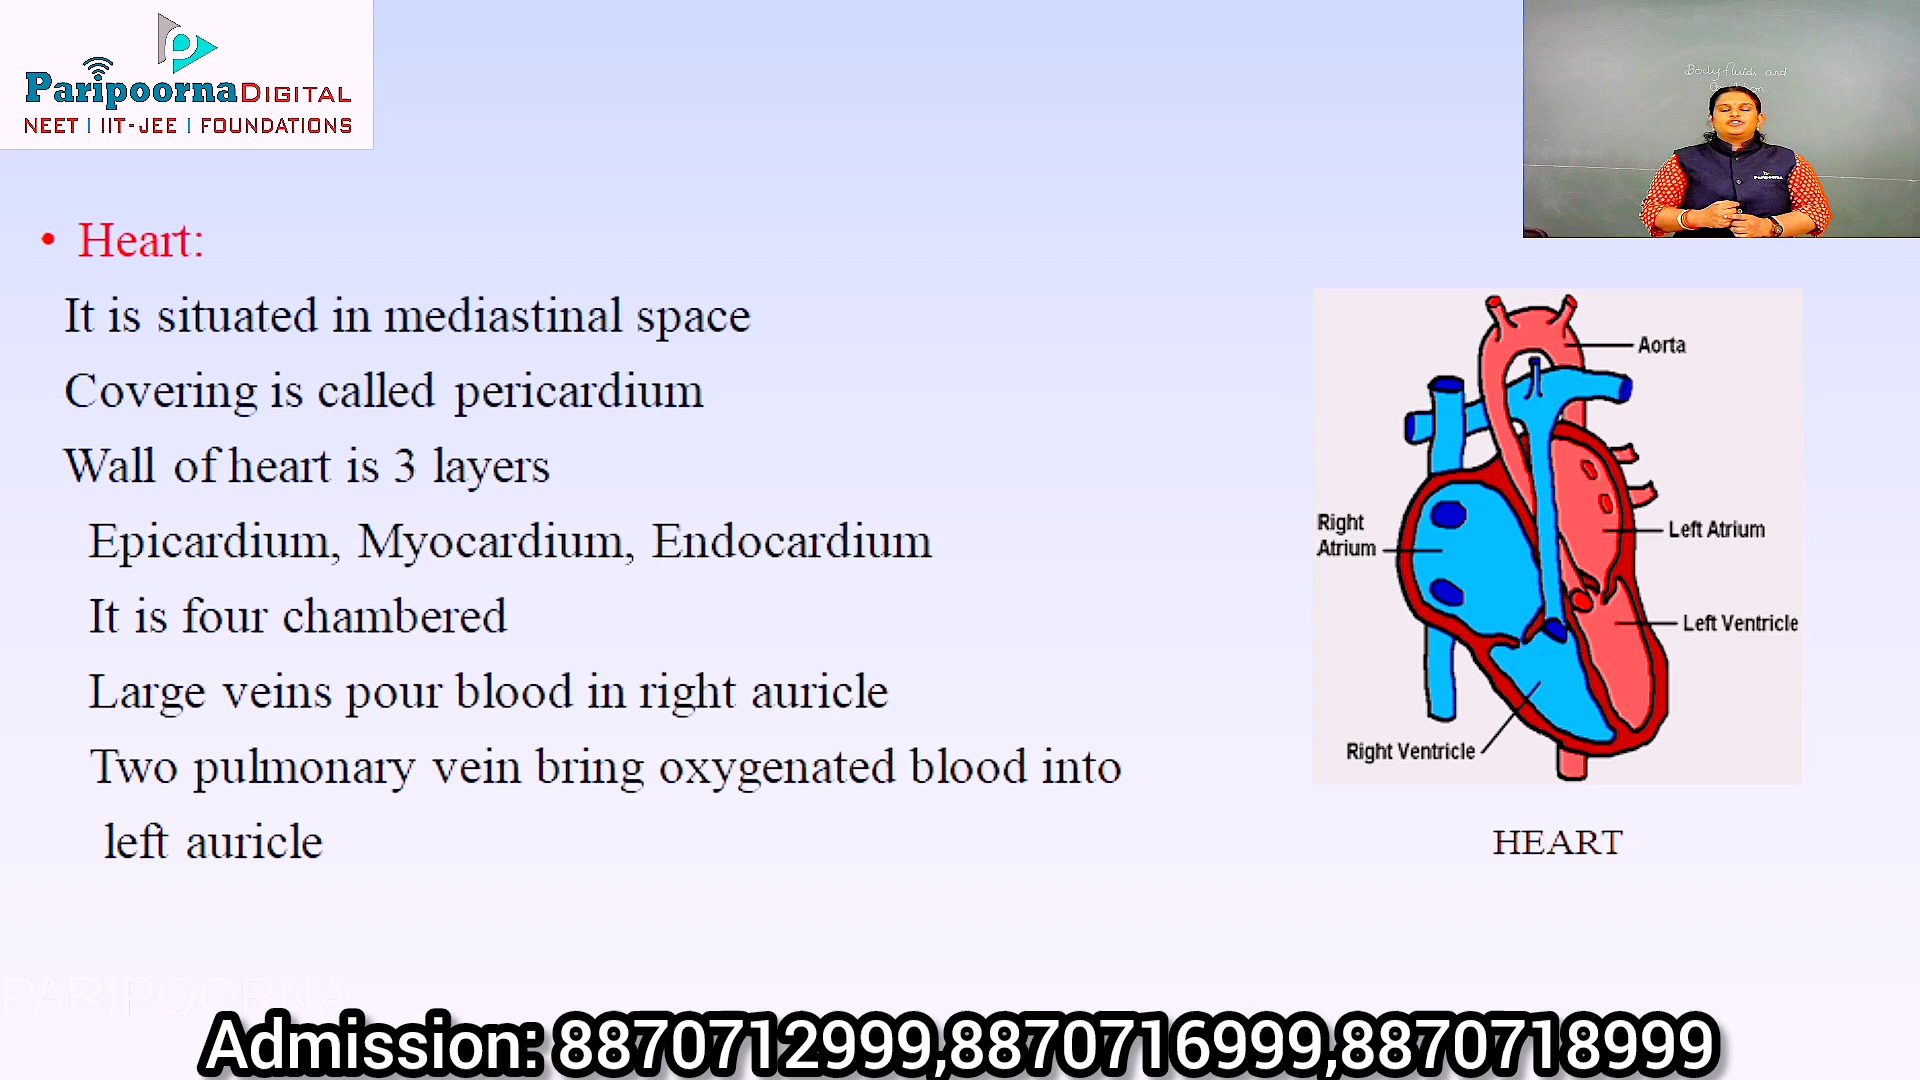 Paripoorna DIGITAL
NEET | IIT-JEE | FOUNDATIONS
Body fluids and
• Heart:
It is situated in mediastinal space
Covering is called pericardium
Wall of heart is 3 layers
Epicardium, Myocardium, Endocardium
It is four chambered
Large veins pour blood in right auricle
Two pulmonary vein bring oxygenated blood into
left auricle
Aorta
Right
Atrium
Left Atrium
Left Ventricle
Right Ventricle
HEART
PARIPOORNA
Admission: 8870712999,8870716999,8870718999